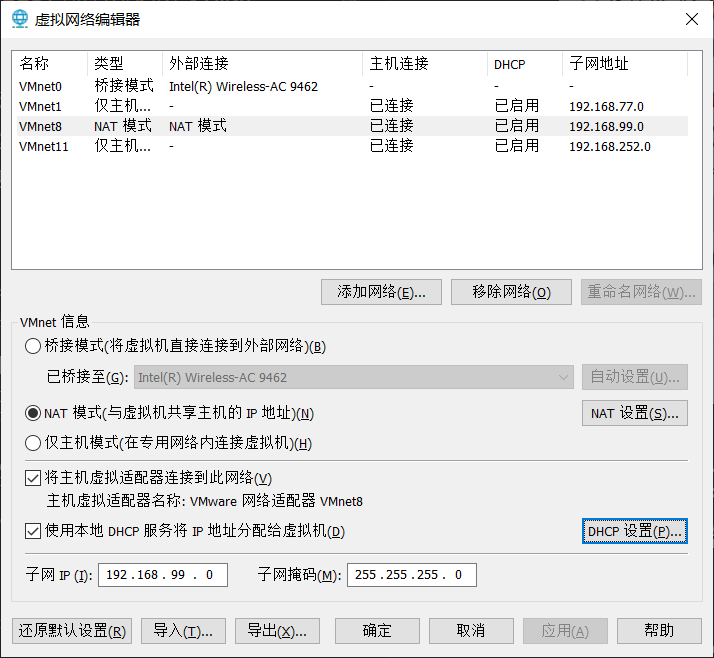 虚拟网络编辑器
名称 类型 外部连接 主机连接 DHCP 子网地址
VMnet0 桥接模式 Intel(R) Wireless-AC 9462 - - -
VMnet1 仅主机... - 已连接 已启用 192.168.77.0
VMnet8 NAT 模式 NAT 模式 已连接 已启用 192.168.99.0
VMnet11 仅主机... - 已连接 已启用 192.168.252.0
添加网络(E)... 移除网络(O) 重命名网络(W)...
VMnet 信息
桥接模式(将虚拟机直接连接到外部网络)(B)
已桥接至(G): Intel(R) Wireless-AC 9462 自动设置(U)...
NAT 模式(与虚拟机共享主机的 IP 地址)(N) NAT 设置(S)...
仅主机模式(在专用网络内连接虚拟机)(H)
将主机虚拟适配器连接到此网络(V)
主机虚拟适配器名称: VMware 网络适配器 VMnet8
使用本地 DHCP 服务将 IP 地址分配给虚拟机(D) DHCP 设置(P)...
子网 IP (I): 192 . 168 . 99 . 0 子网掩码(M): 255 . 255 . 255 . 0
还原默认设置(R) 导入(T)... 导出(X)... 确定 取消 应用(A) 帮助